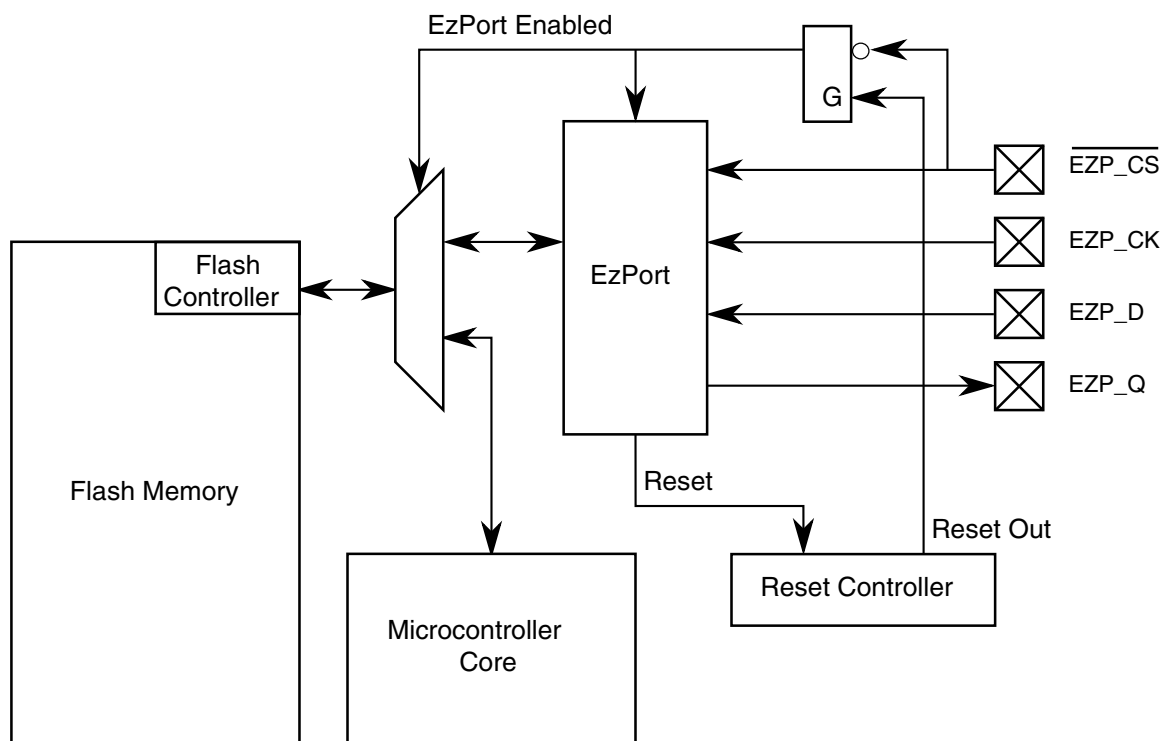 EzPort Enabled
G
EZP_CS
EZP_CK
Flash
Controller
EzPort
EZP_D
EZP_Q
Flash Memory
Reset
Reset Out
Reset Controller
Microcontroller
Core